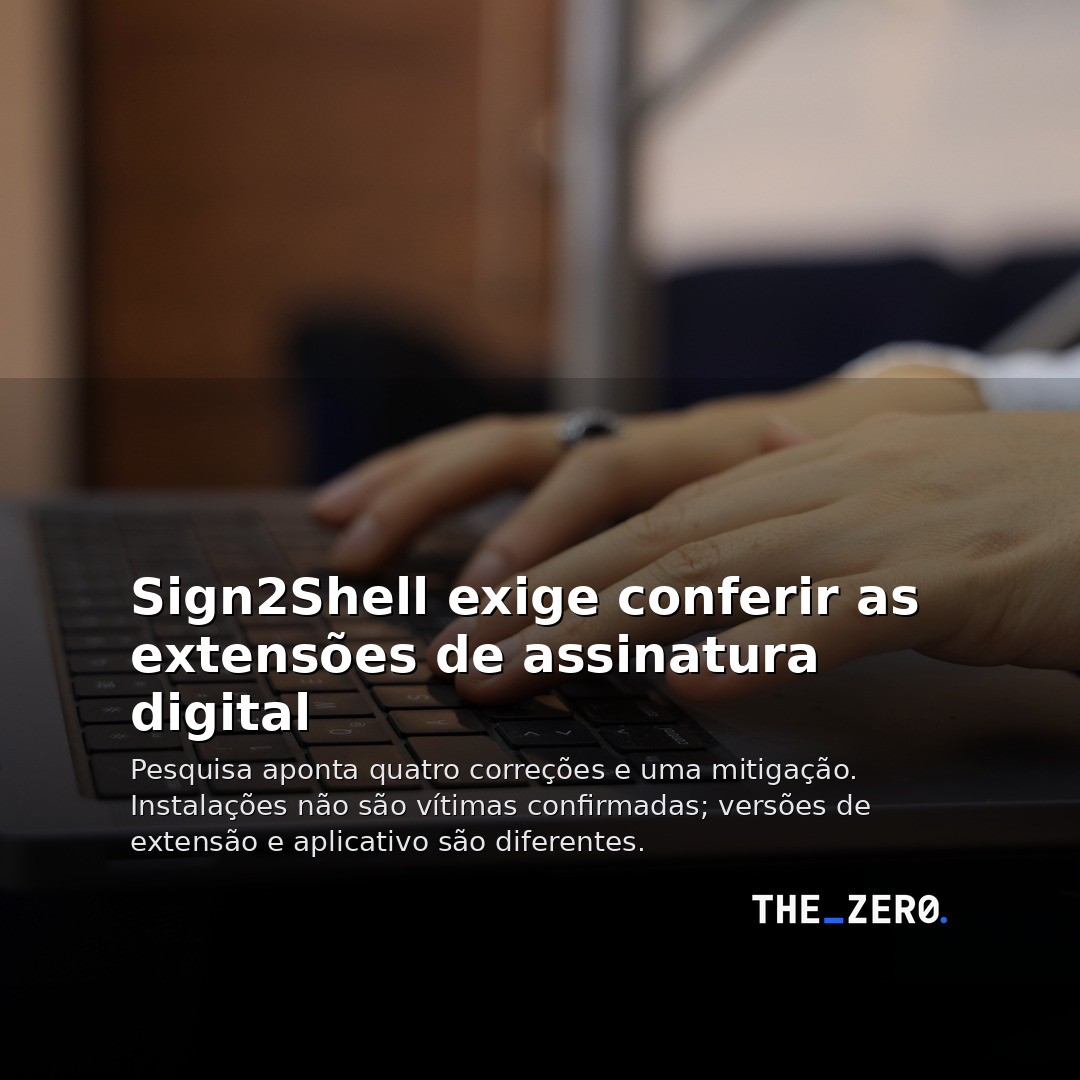 Sign2Shell exige conferir as
extensões de assinatura
digital
Pesquisa aponta quatro correções e uma mitigação.
Instalações não são vítimas confirmadas; versões de
extensão e aplicativo são diferentes.
THE_ZER0.